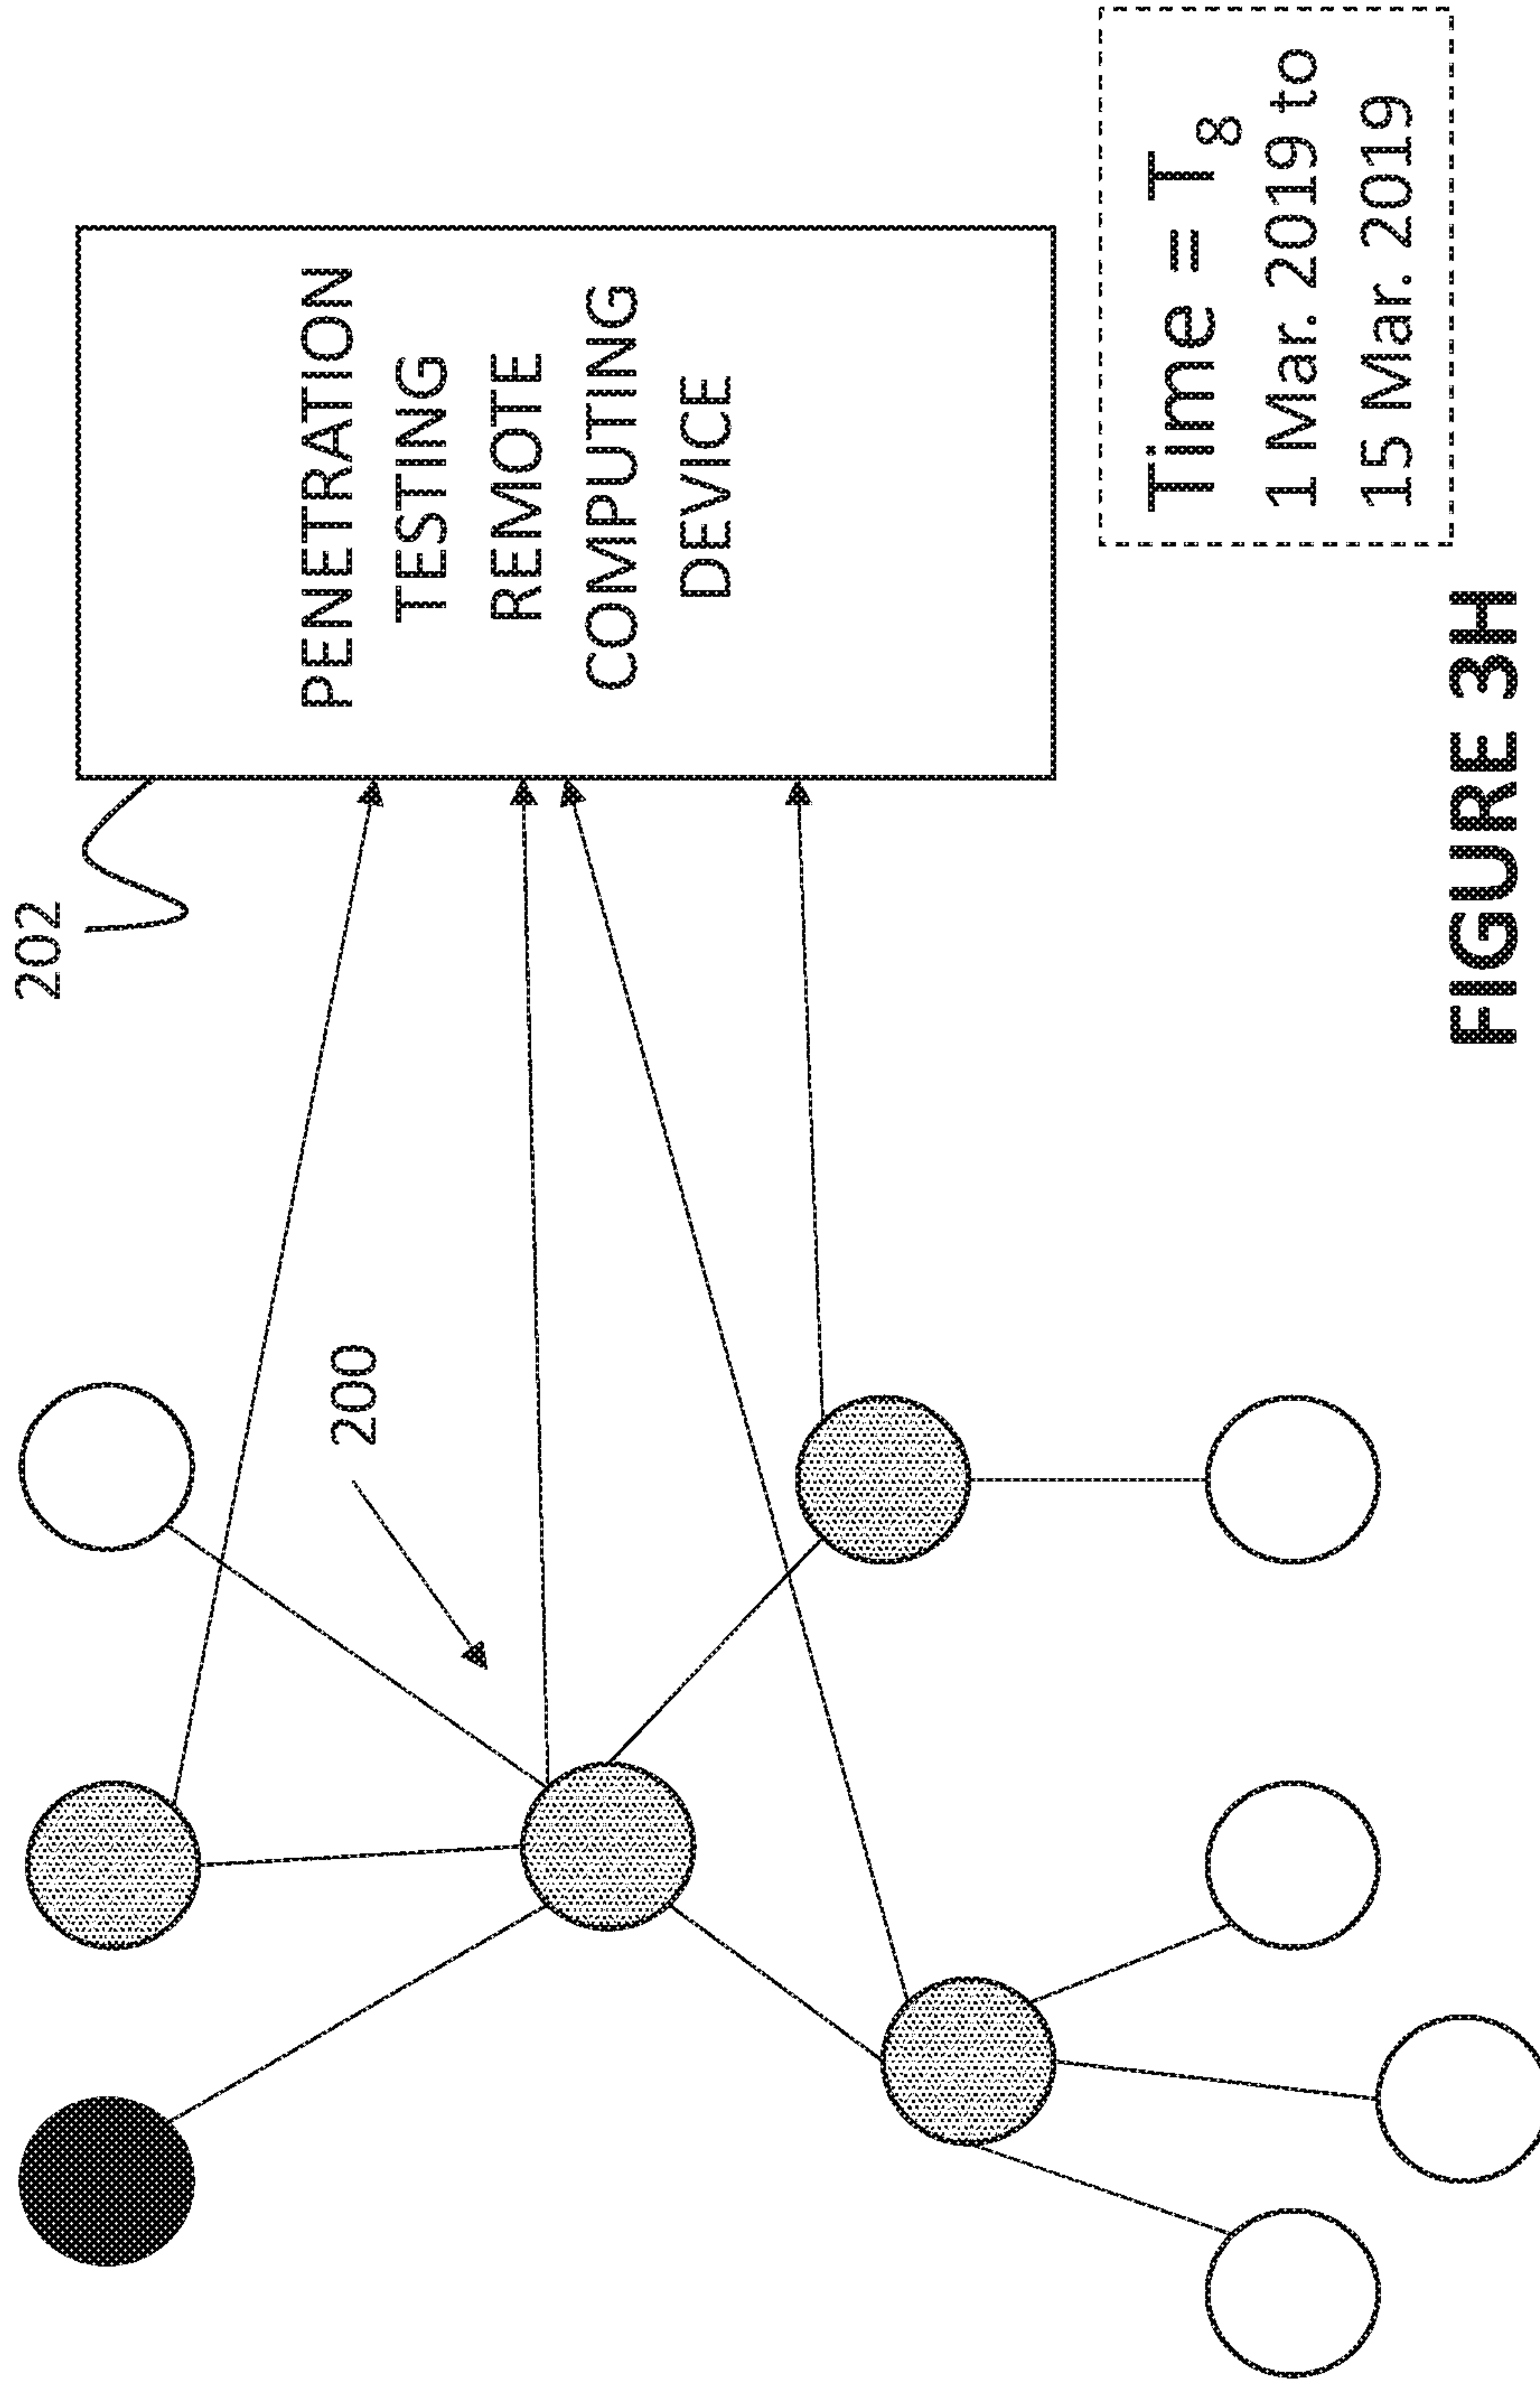 202
200
PENETRATION
TESTING
REMOTE
COMPUTING
DEVICE
Time = T8
1 Mar. 2019 to
15 Mar. 2019
FIGURE 3H